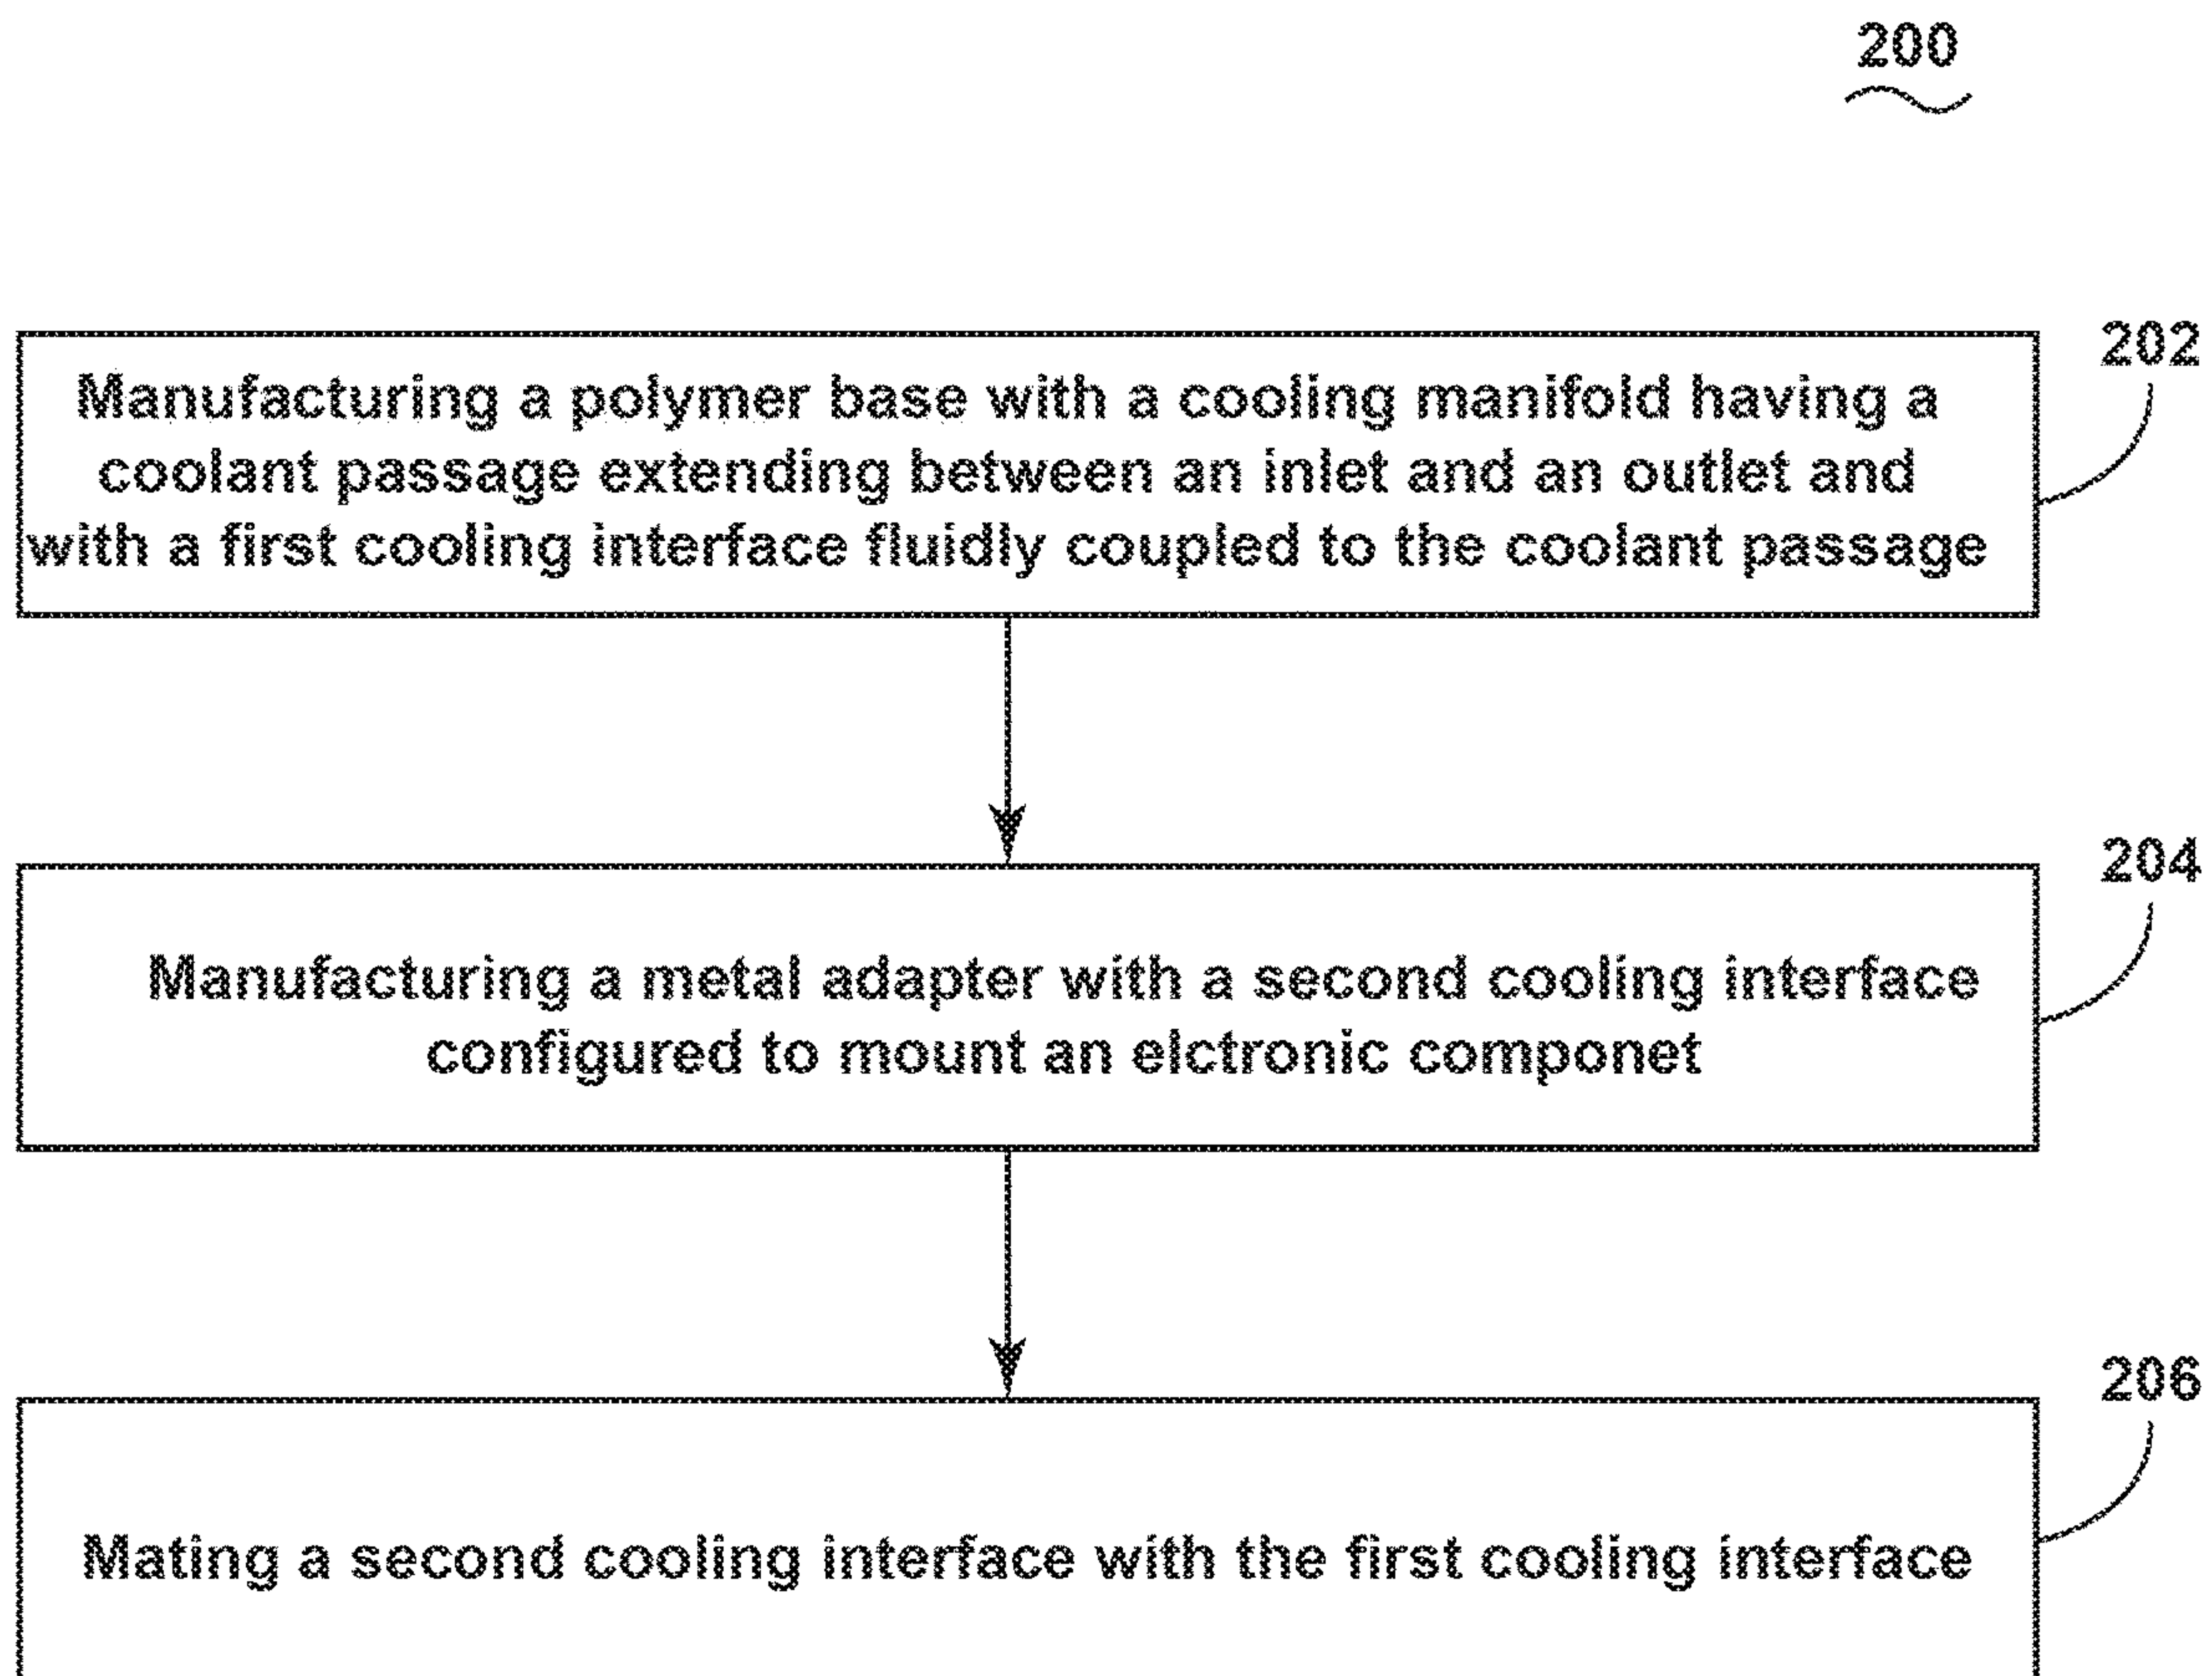 200
202
Manufacturing a polymer base with a cooling manifold having a
coolant passage extending between an inlet and an outlet and
with a first cooling interface fluidly coupled to the coolant passage
204
Manufacturing a metal adapter with a second cooling interface
configured to mount an elctronic componet
206
Mating a second cooling interface with the first cooling interface